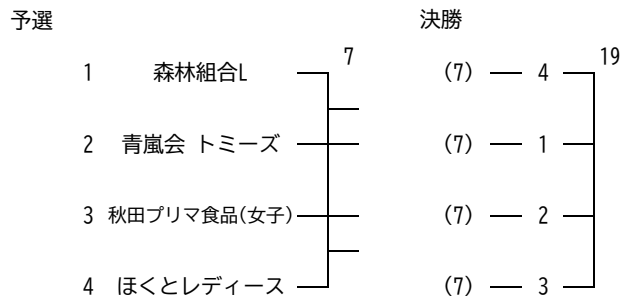 予選 決勝
7 19
1 森林組合L (7) 4
2 青嵐会 トミーズ (7) 1
3 秋田プリマ食品(女子) (7) 2
4 ほくとレディース (7) 3